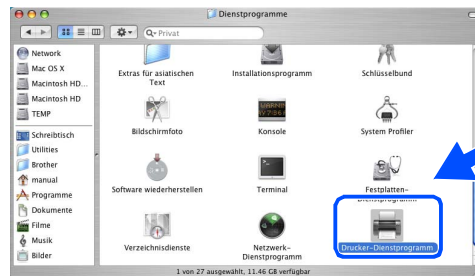 Dienstprogramme
Privat
Network
Mac OS X
Macintosh HD...
Macintosh HD
TEMP
Schreibtisch
Utilities
Brother
manual
Programme
Dokumente
Filme
Musik
Bilder
Extras für asiatischen
Text
Installationsprogramm
Schlüsselbund
Bildschirmfoto
Konsole
System Profiler
Software wiederherstellen
Terminal
Festplatten-
Dienstprogramm
Verzeichnisdienste
Netzwerk-
Dienstprogramm
Drucker-Dienstprogramm
1 von 27 ausgewählt, 11.46 GB verfügbar